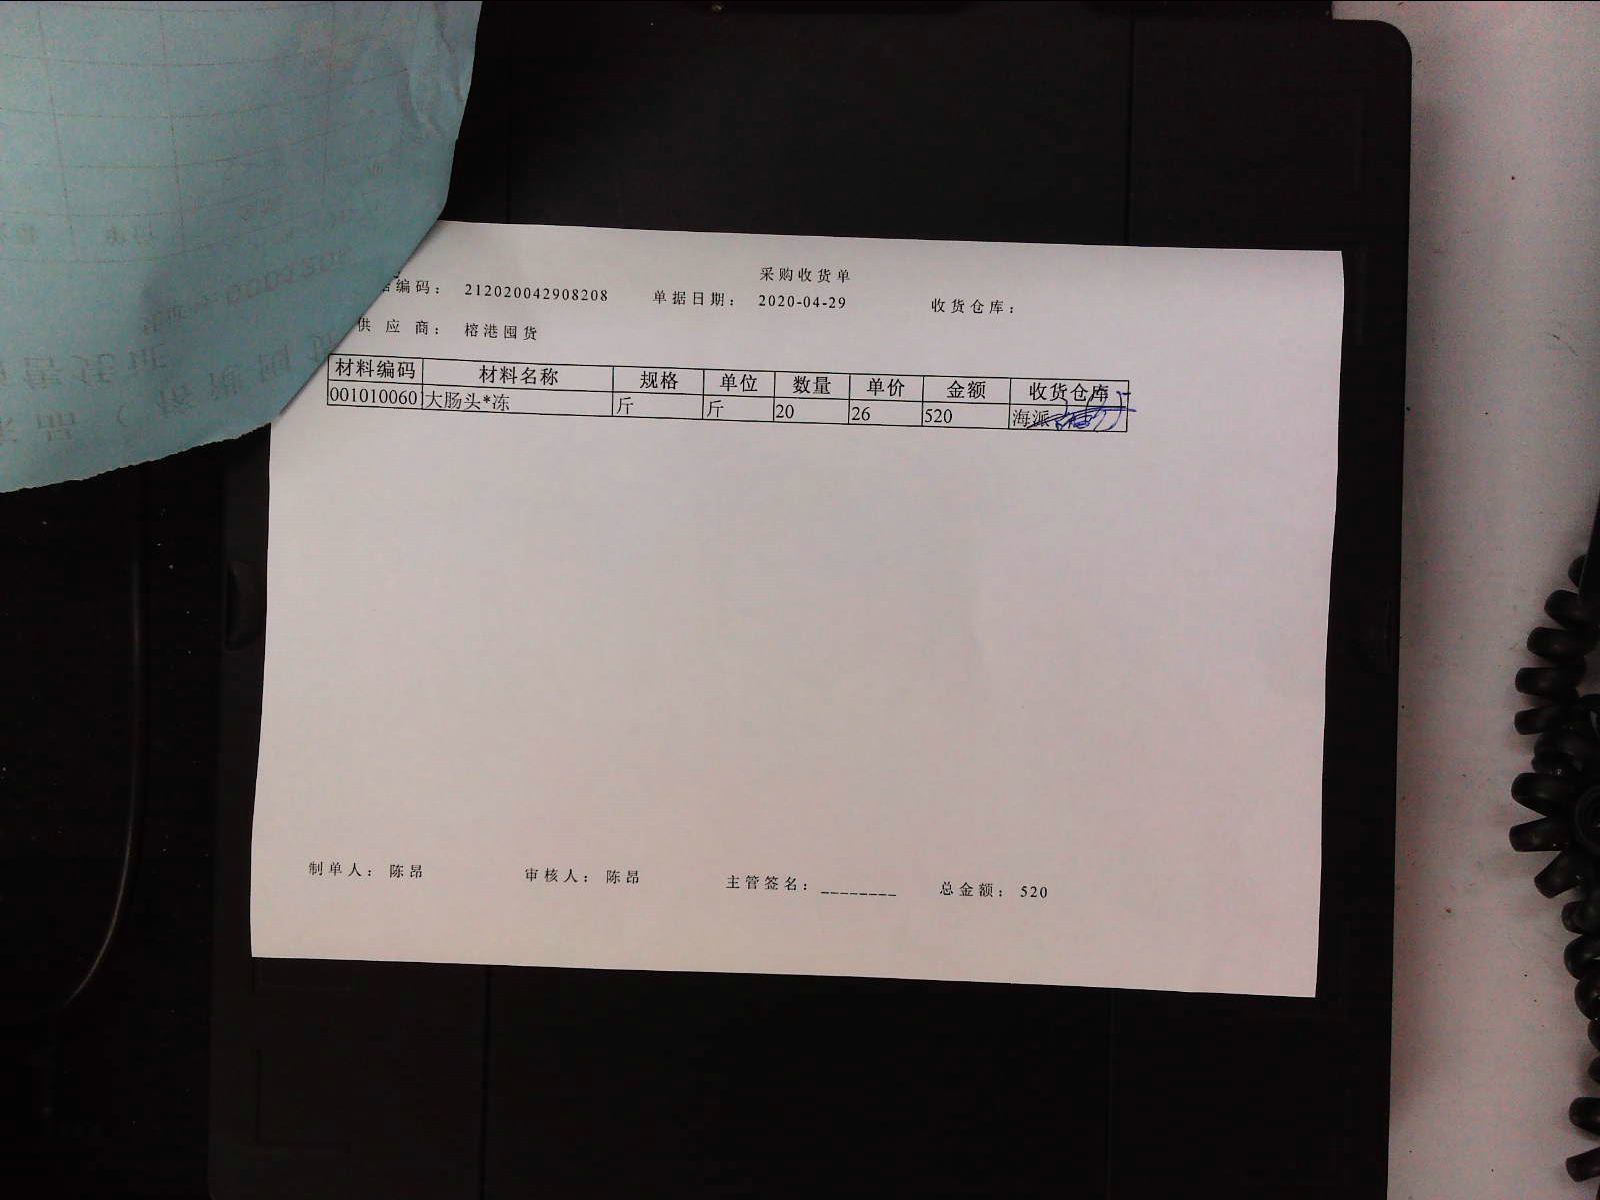 采购收货单
编码： 212020042908208 单据日期： 2020-04-29 收货仓库：
供应商： 榕港囤货
材料编码 材料名称 规格 单位 数量 单价 金额 收货仓库
001010060 大肠头*冻 斤 斤 20 26 520 海派
制单人： 陈昂 审核人： 陈昂 主管签名：________ 总金额： 520